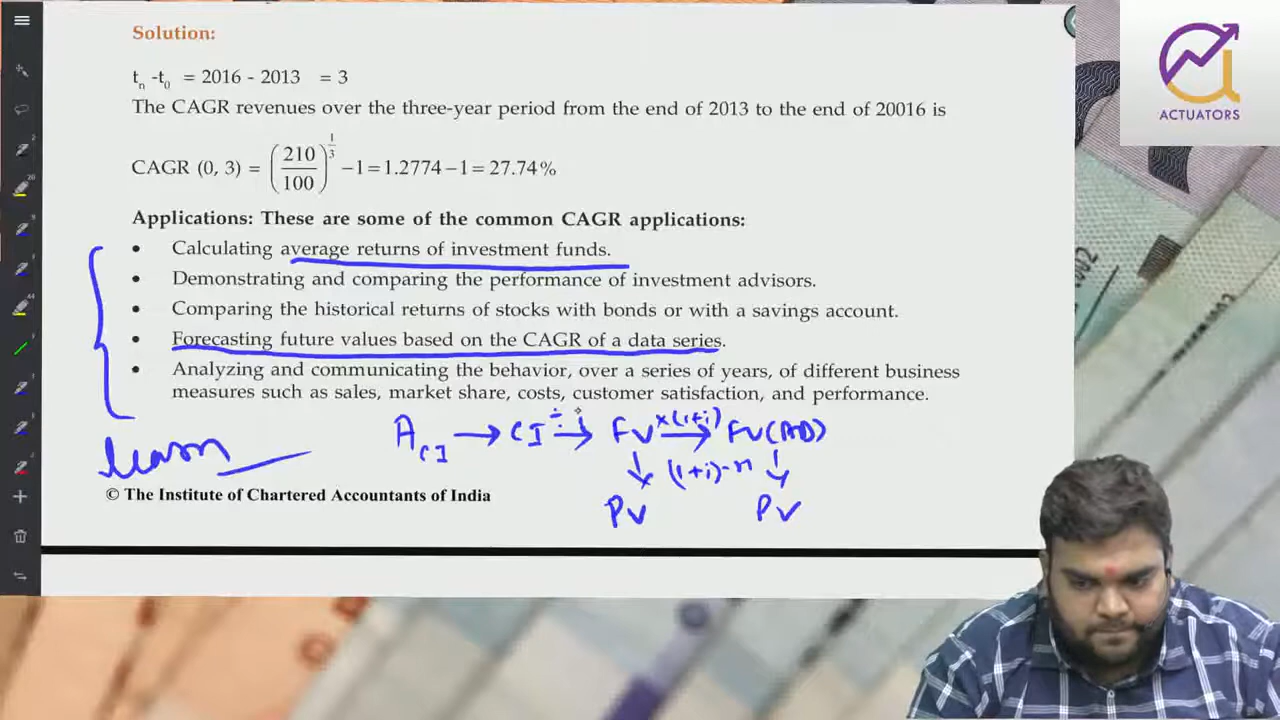 Solution:
ACTUATORS
tn -t0 = 2016 - 2013 = 3
The CAGR revenues over the three-year period from the end of 2013 to the end of 20016 is
CAGR (0, 3) = (210/100)^1/3 −1 = 1.2774 − 1 = 27.74%
Applications: These are some of the common CAGR applications:
• Calculating average returns of investment funds.
• Demonstrating and comparing the performance of investment advisors.
• Comparing the historical returns of stocks with bonds or with a savings account.
• Forecasting future values based on the CAGR of a data series.
• Analyzing and communicating the behavior, over a series of years, of different business
measures such as sales, market share, costs, customer satisfaction, and performance.
A CI → CI ÷ i → FV ×(1+i) → FV(AD)
learn
(1+i)-n
© The Institute of Chartered Accountants of India
PV PV